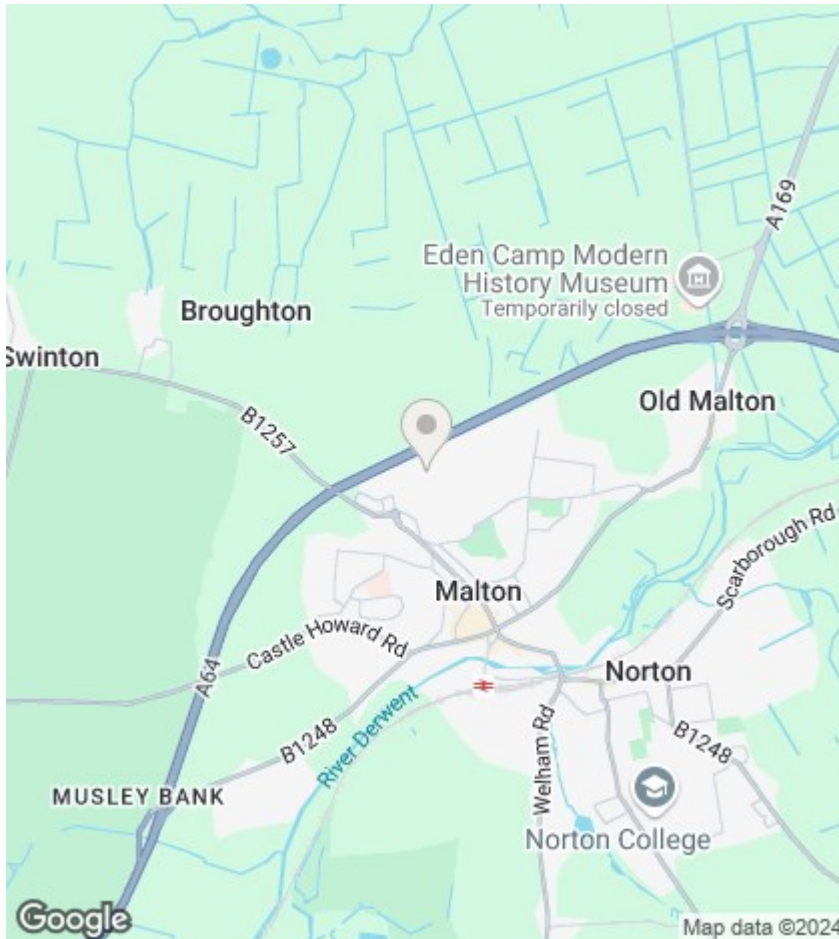 A169
Eden Camp Modern
History Museum
Temporarily closed
Broughton
Swinton
Old Malton
B1257
Scarborough Rd
Malton
Castle Howard Rd
A64
Norton
B1248
River Derwent
Welham Rd
B1248
MUSLEY BANK
Norton College
Google
Map data ©2024